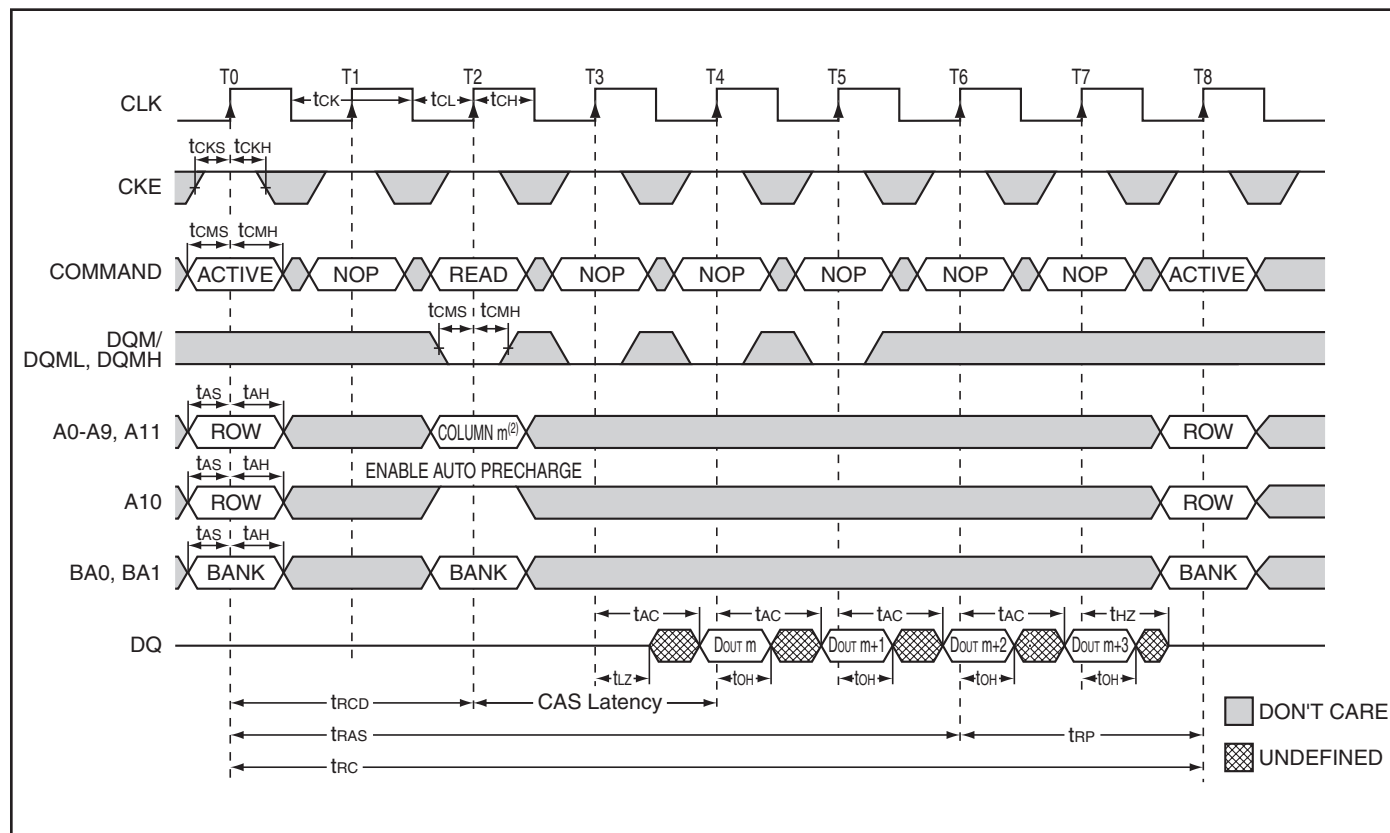 T0 T1 T2 T3 T4 T5 T6 T7 T8
CLK tCK tCL tCH
tCKS tCKH
CKE
tCMS tCMH
COMMAND ACTIVE NOP READ NOP NOP NOP NOP NOP ACTIVE
tCMS tCMH
DQM/
DQML, DQMH
tAS tAH
A0-A9, A11 ROW COLUMN m(2) ROW
tAS tAH ENABLE AUTO PRECHARGE
A10 ROW ROW
tAS tAH
BA0, BA1 BANK BANK BANK
tAC tAC tAC tAC tHZ
DQ DOUT m DOUT m+1 DOUT m+2 DOUT m+3
tLZ tOH tOH tOH tOH
tRCD CAS Latency
tRAS tRP
tRC
DON'T CARE
UNDEFINED